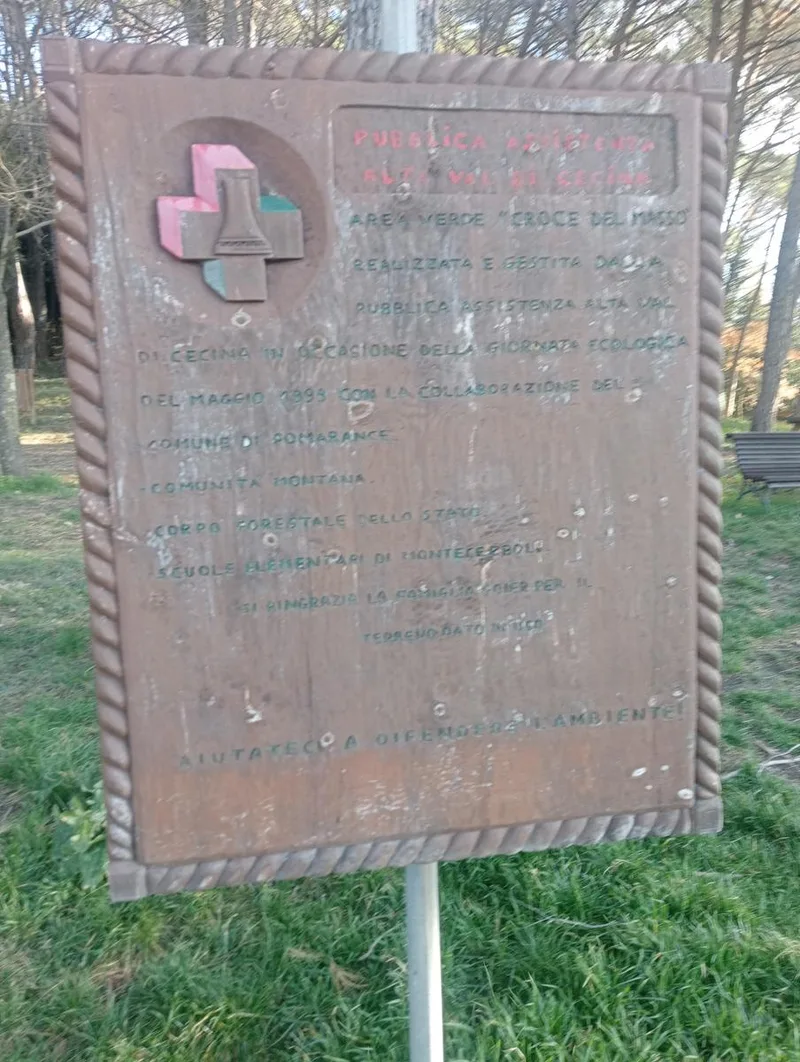 PUBBLICA ASSISTENZA
ALTA VAL DI CECINA
AREA VERDE "CROCE DEL MASSO"
REALIZZATA E GESTITA DALLA
PUBBLICA ASSISTENZA ALTA VAL
DI CECINA IN OCCASIONE DELLA GIORNATA ECOLOGICA
DEL MAGGIO 1993 CON LA COLLABORAZIONE DEL:
-COMUNE DI POMARANCE.
-COMUNITA MONTANA.
-CORPO FORESTALE DELLO STATO.
-SCUOLE ELEMENTARI DI MONTECERBOLI.
SI RINGRAZIA LA FAMIGLIA PER IL
TERRENO DATO IN USO
AIUTATECI A DIFENDERE L'AMBIENTE!